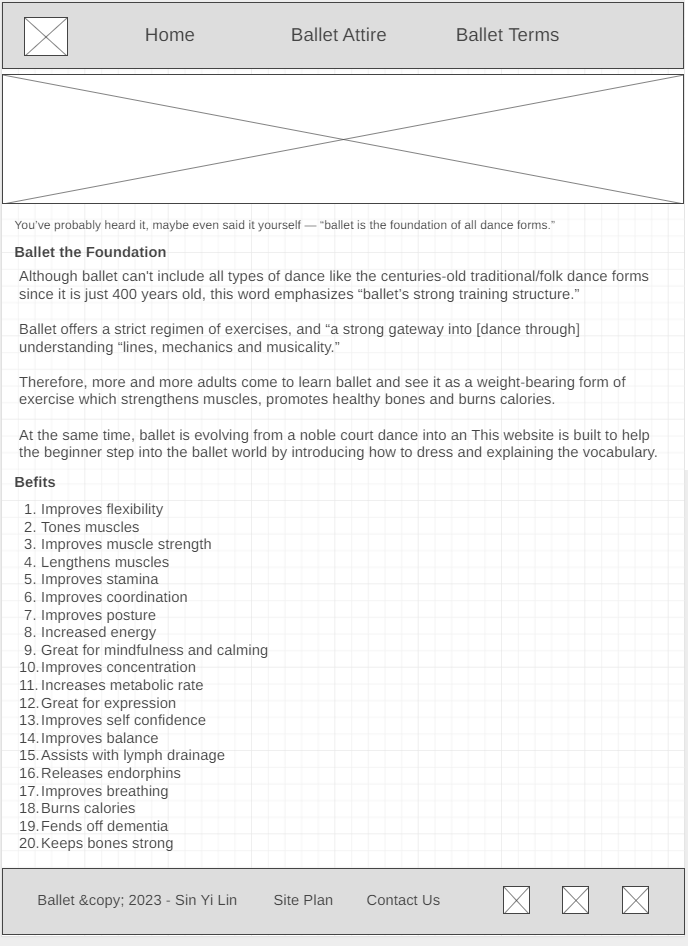 Home Ballet Attire Ballet Terms
You've probably heard it, maybe even said it yourself — “ballet is the foundation of all dance forms.”
Ballet the Foundation
Although ballet can't include all types of dance like the centuries-old traditional/folk dance forms
since it is just 400 years old, this word emphasizes “ballet's strong training structure.”
Ballet offers a strict regimen of exercises, and “a strong gateway into [dance through]
understanding “lines, mechanics and musicality.”
Therefore, more and more adults come to learn ballet and see it as a weight-bearing form of
exercise which strengthens muscles, promotes healthy bones and burns calories.
At the same time, ballet is evolving from a noble court dance into an This website is built to help
the beginner step into the ballet world by introducing how to dress and explaining the vocabulary.
Befits
1. Improves flexibility
2. Tones muscles
3. Improves muscle strength
4. Lengthens muscles
5. Improves stamina
6. Improves coordination
7. Improves posture
8. Increased energy
9. Great for mindfulness and calming
10. Improves concentration
11. Increases metabolic rate
12. Great for expression
13. Improves self confidence
14. Improves balance
15. Assists with lymph drainage
16. Releases endorphins
17. Improves breathing
18. Burns calories
19. Fends off dementia
20. Keeps bones strong
Ballet &copy; 2023 - Sin Yi Lin Site Plan Contact Us